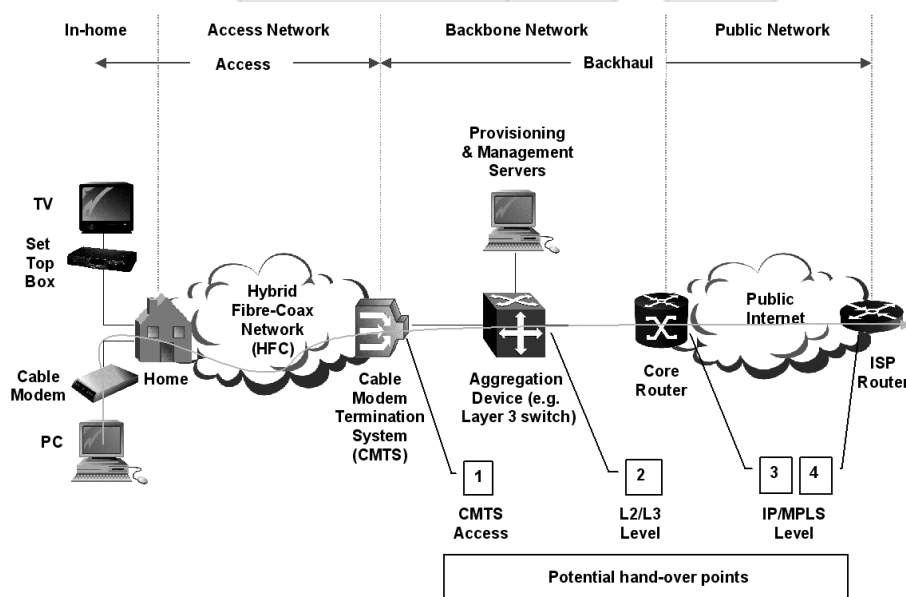 In-home
Access Network
Backbone Network
Public Network
Access
Backhaul
Provisioning
& Management
Servers
TV
Set
Top
Box
Hybrid
Fibre-Coax
Network
(HFC)
Public
Internet
Cable
Modem
Home
Cable
Modem
Termination
System
(CMTS)
Aggregation
Device (e.g.
Layer 3 switch)
Core
Router
ISP
Router
PC
1
2
3
4
CMTS
Access
L2/L3
Level
IP/MPLS
Level
Potential hand-over points